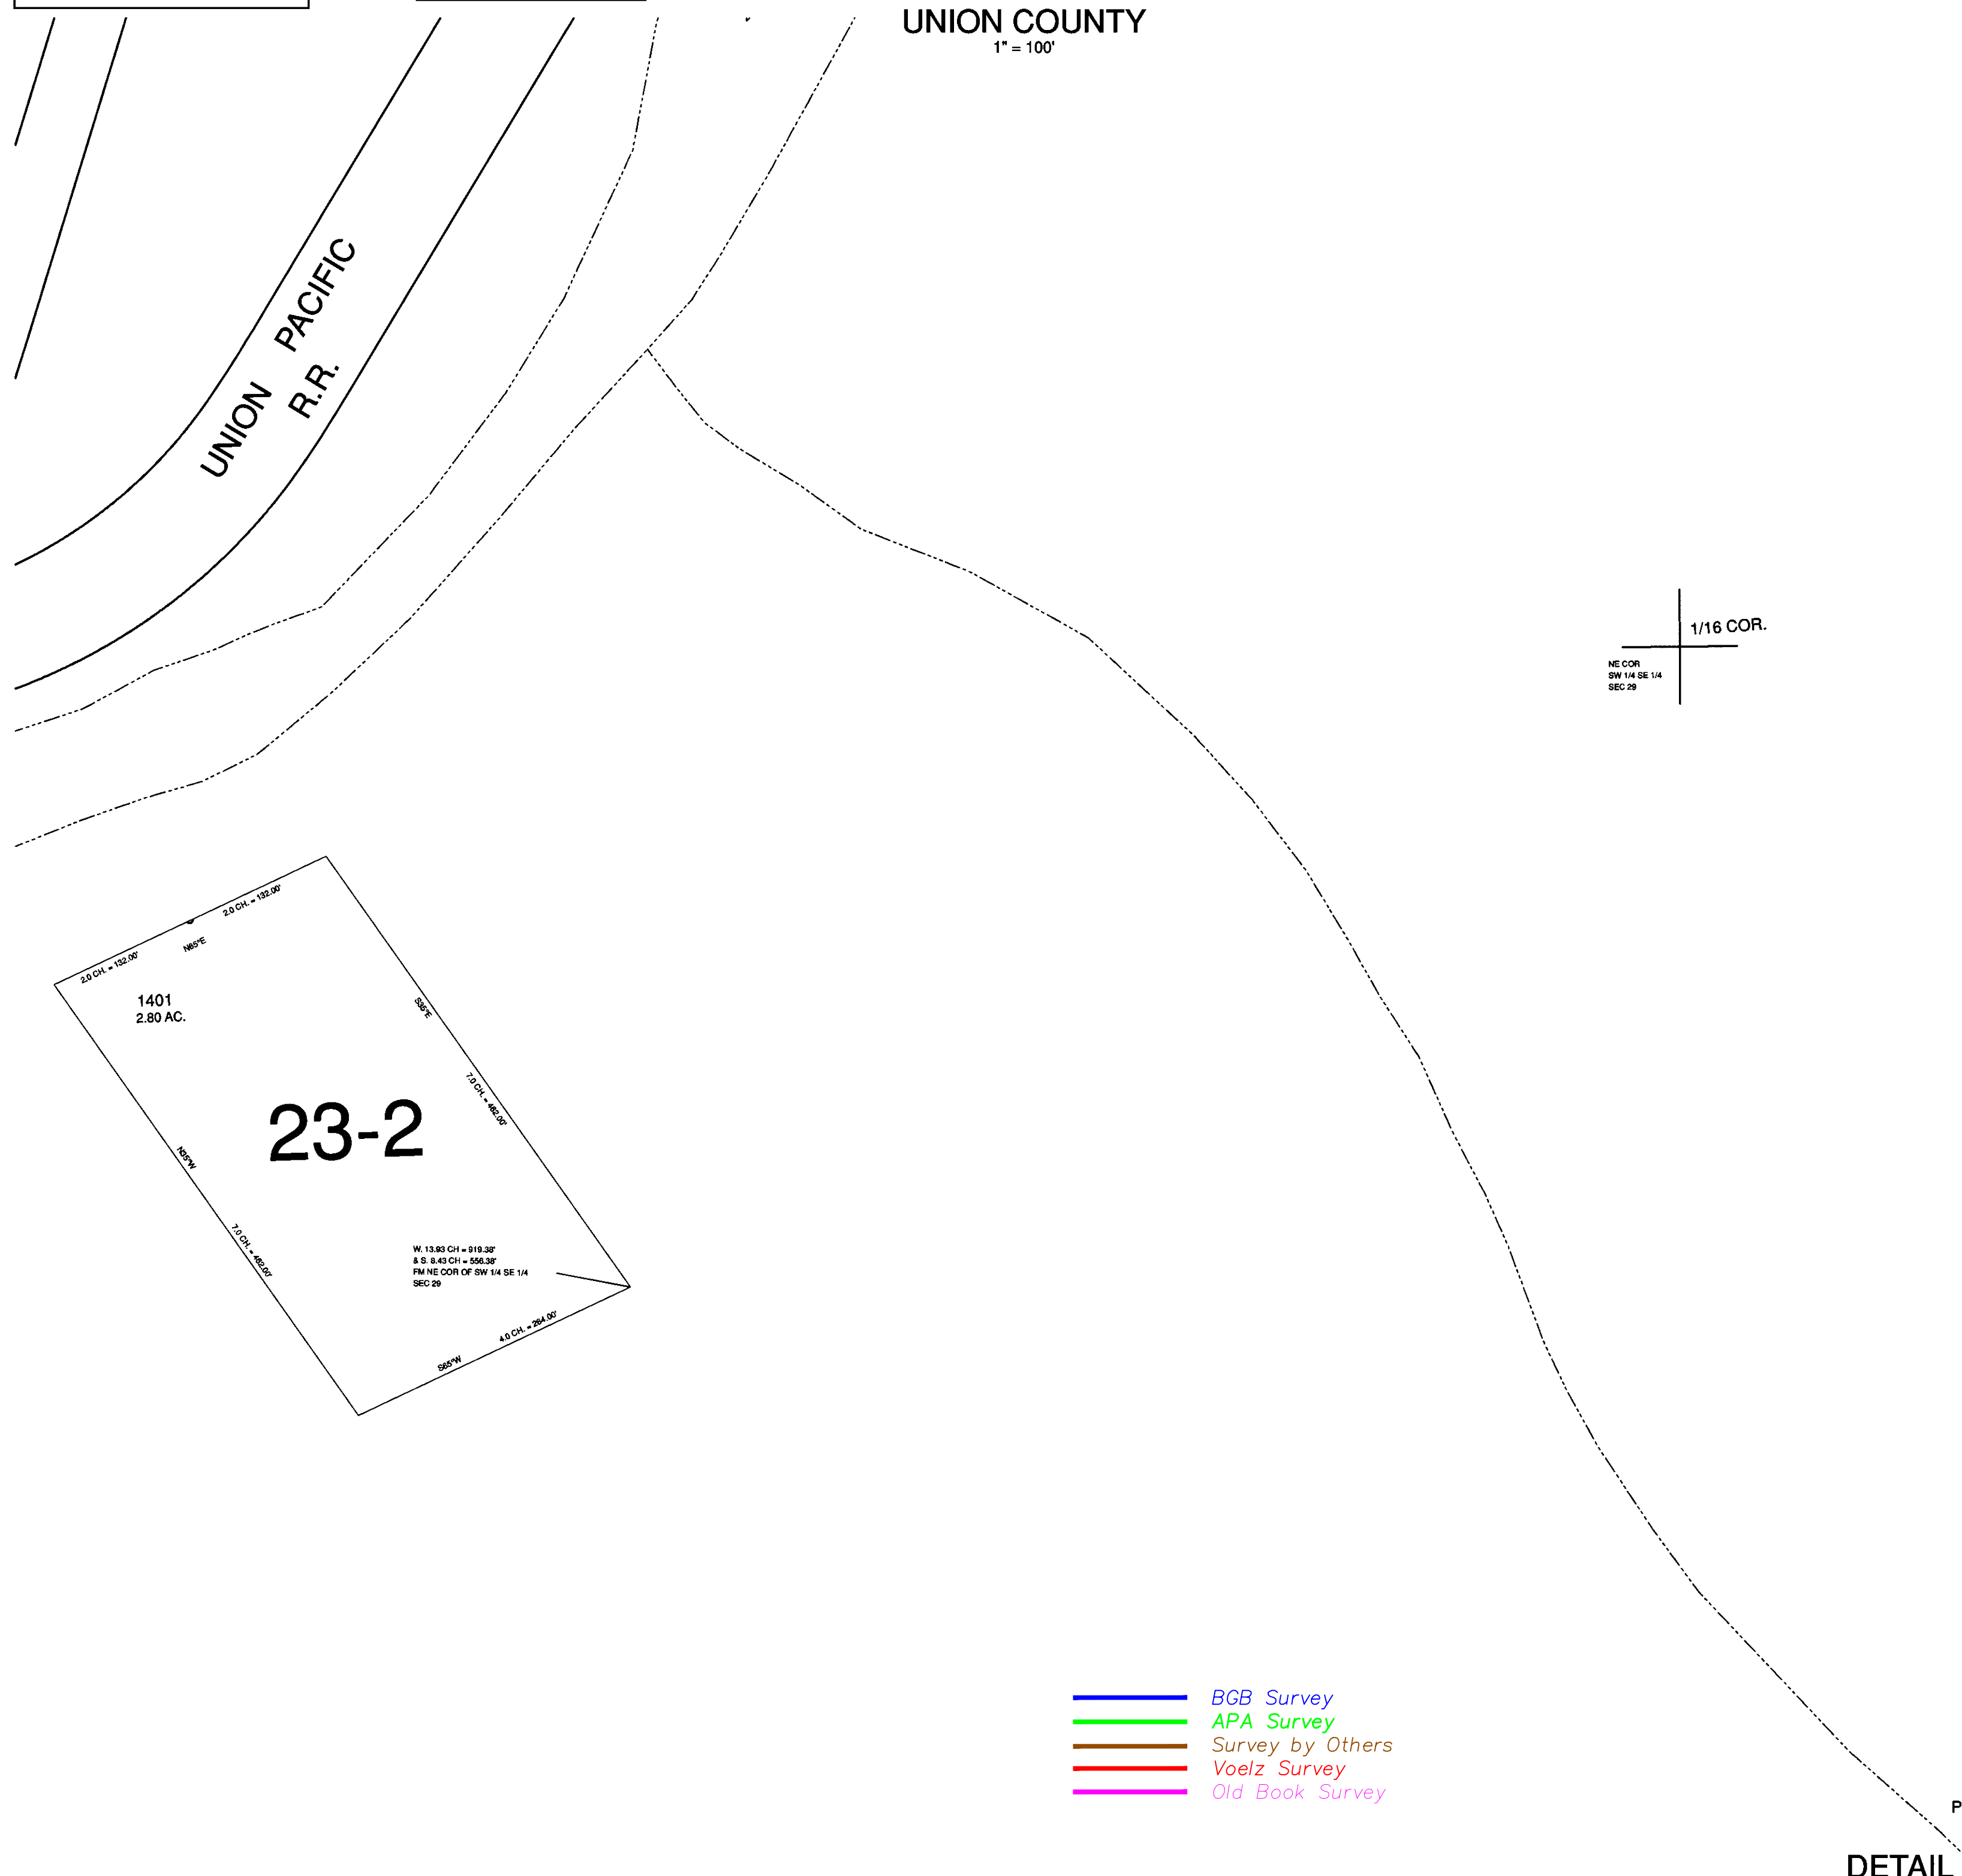 UNION COUNTY
1" = 100'
UNION PACIFIC
R.R.
1/16 COR.
NE COR
SW 1/4 SE 1/4
SEC 29
2.0 CH. = 132.00'
N65°E
2.0 CH. = 132.00'
1401
2.80 AC.
S35°E
7.0 CH. = 462.00'
23-2
N35°W
7.0 CH. = 462.00'
W. 13.93 CH = 919.38'
& S. 8.43 CH = 556.38'
FM NE COR OF SW 1/4 SE 1/4
SEC 29
4.0 CH. = 264.00'
S65°W
BGB Survey
APA Survey
Survey by Others
Voelz Survey
Old Book Survey
P
DETAIL